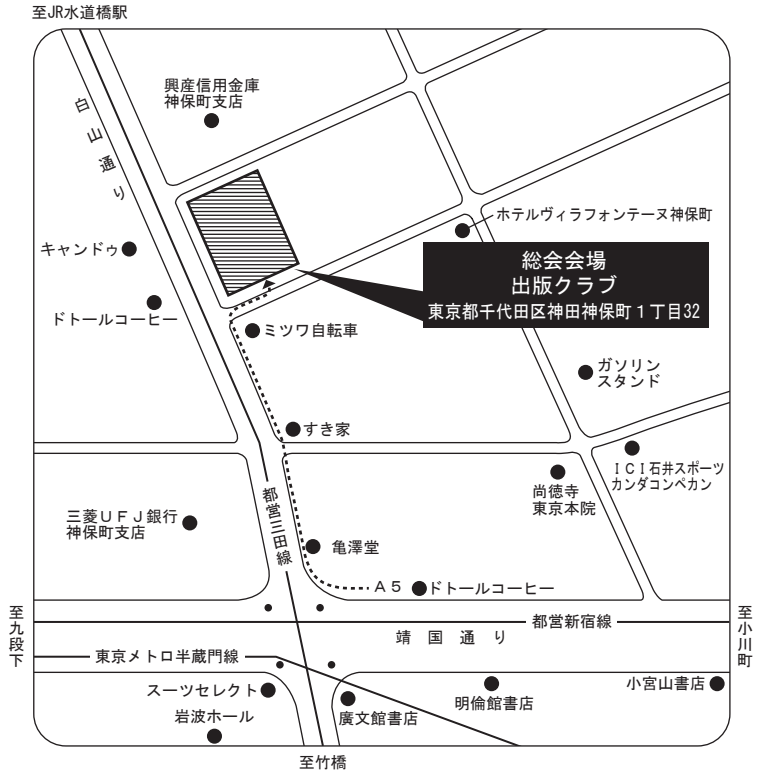 至JR水道橋駅
興産信用金庫
神保町支店
白山通り
ホテルヴィラフォンテーヌ神保町
キャンドゥ
総会会場
出版クラブ
東京都千代田区神田神保町1丁目32
ドトールコーヒー
ミツワ自転車
ガソリン
スタンド
すき家
ICI石井スポーツ
カンダコンペカン
尚徳寺
東京本院
都営三田線
三菱UFJ銀行
神保町支店
亀澤堂
A5
ドトールコーヒー
至九段下
都営新宿線
至小川町
靖国通り
東京メトロ半蔵門線
スーツセレクト
小宮山書店
明倫館書店
廣文館書店
岩波ホール
至竹橋